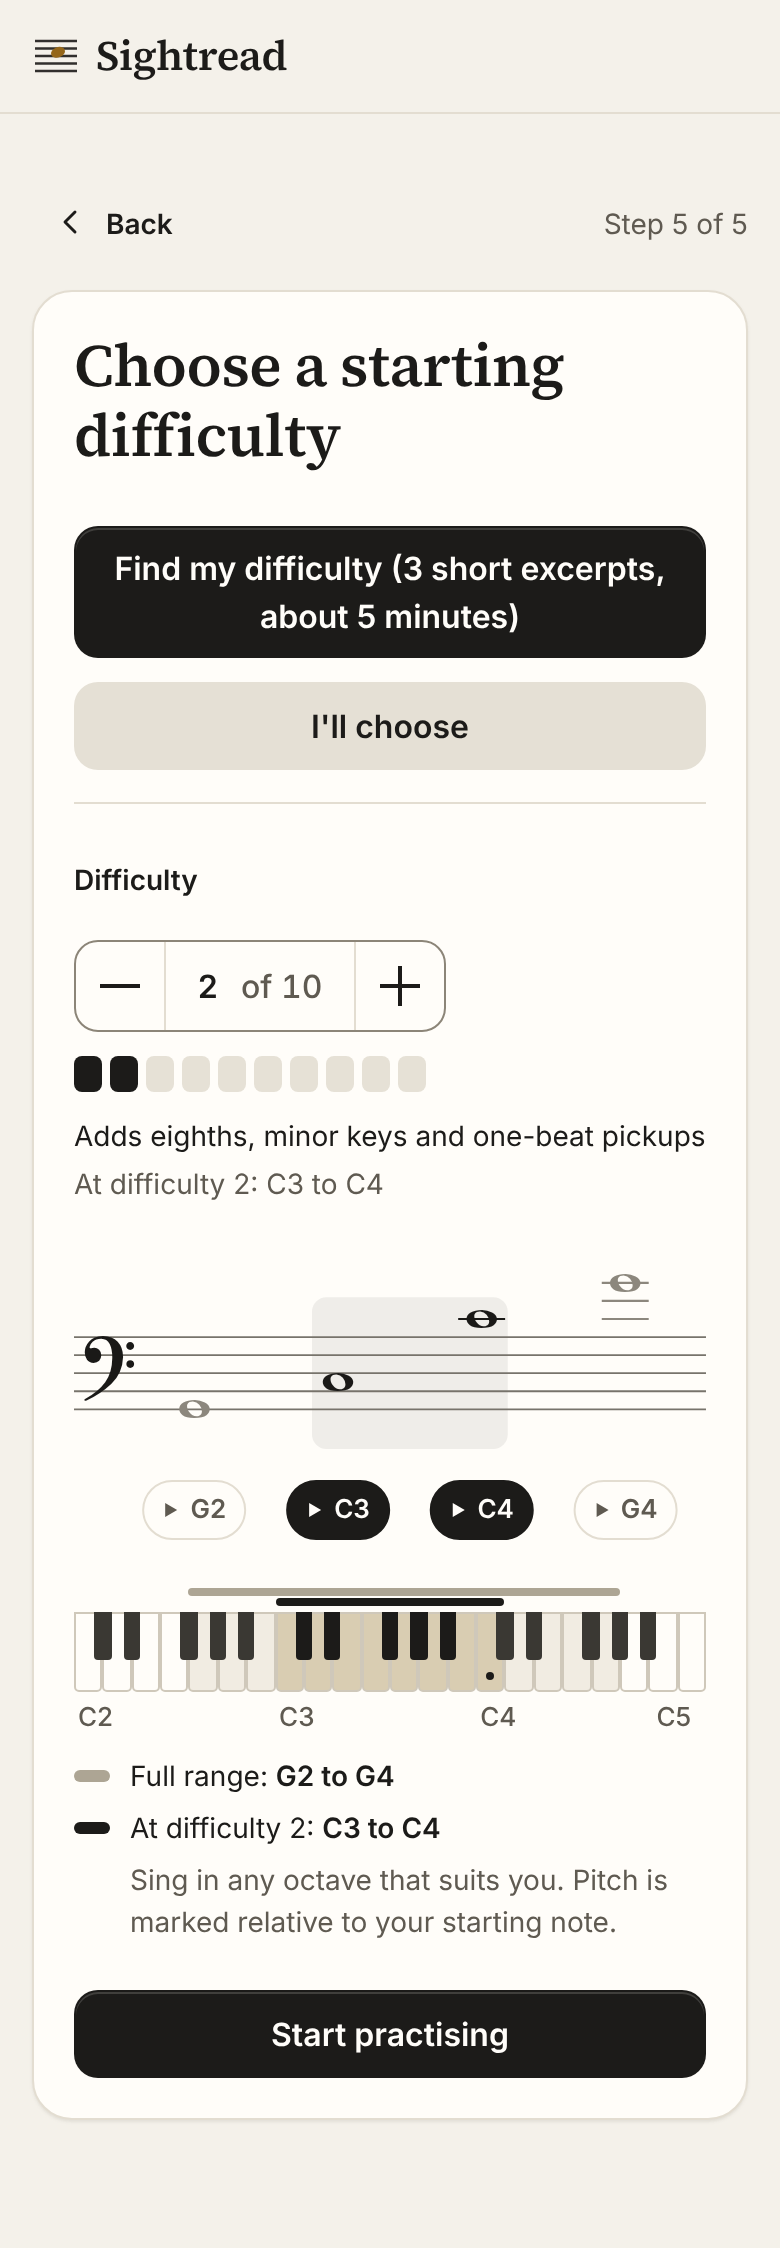 Sightread
Back
Step 5 of 5
Choose a starting
difficulty
Find my difficulty (3 short excerpts,
about 5 minutes)
I'll choose
Difficulty
2 of 10
Adds eighths, minor keys and one-beat pickups
At difficulty 2: C3 to C4
G2 C3 C4 G4
C2 C3 C4 C5
Full range: G2 to G4
At difficulty 2: C3 to C4
Sing in any octave that suits you. Pitch is
marked relative to your starting note.
Start practising